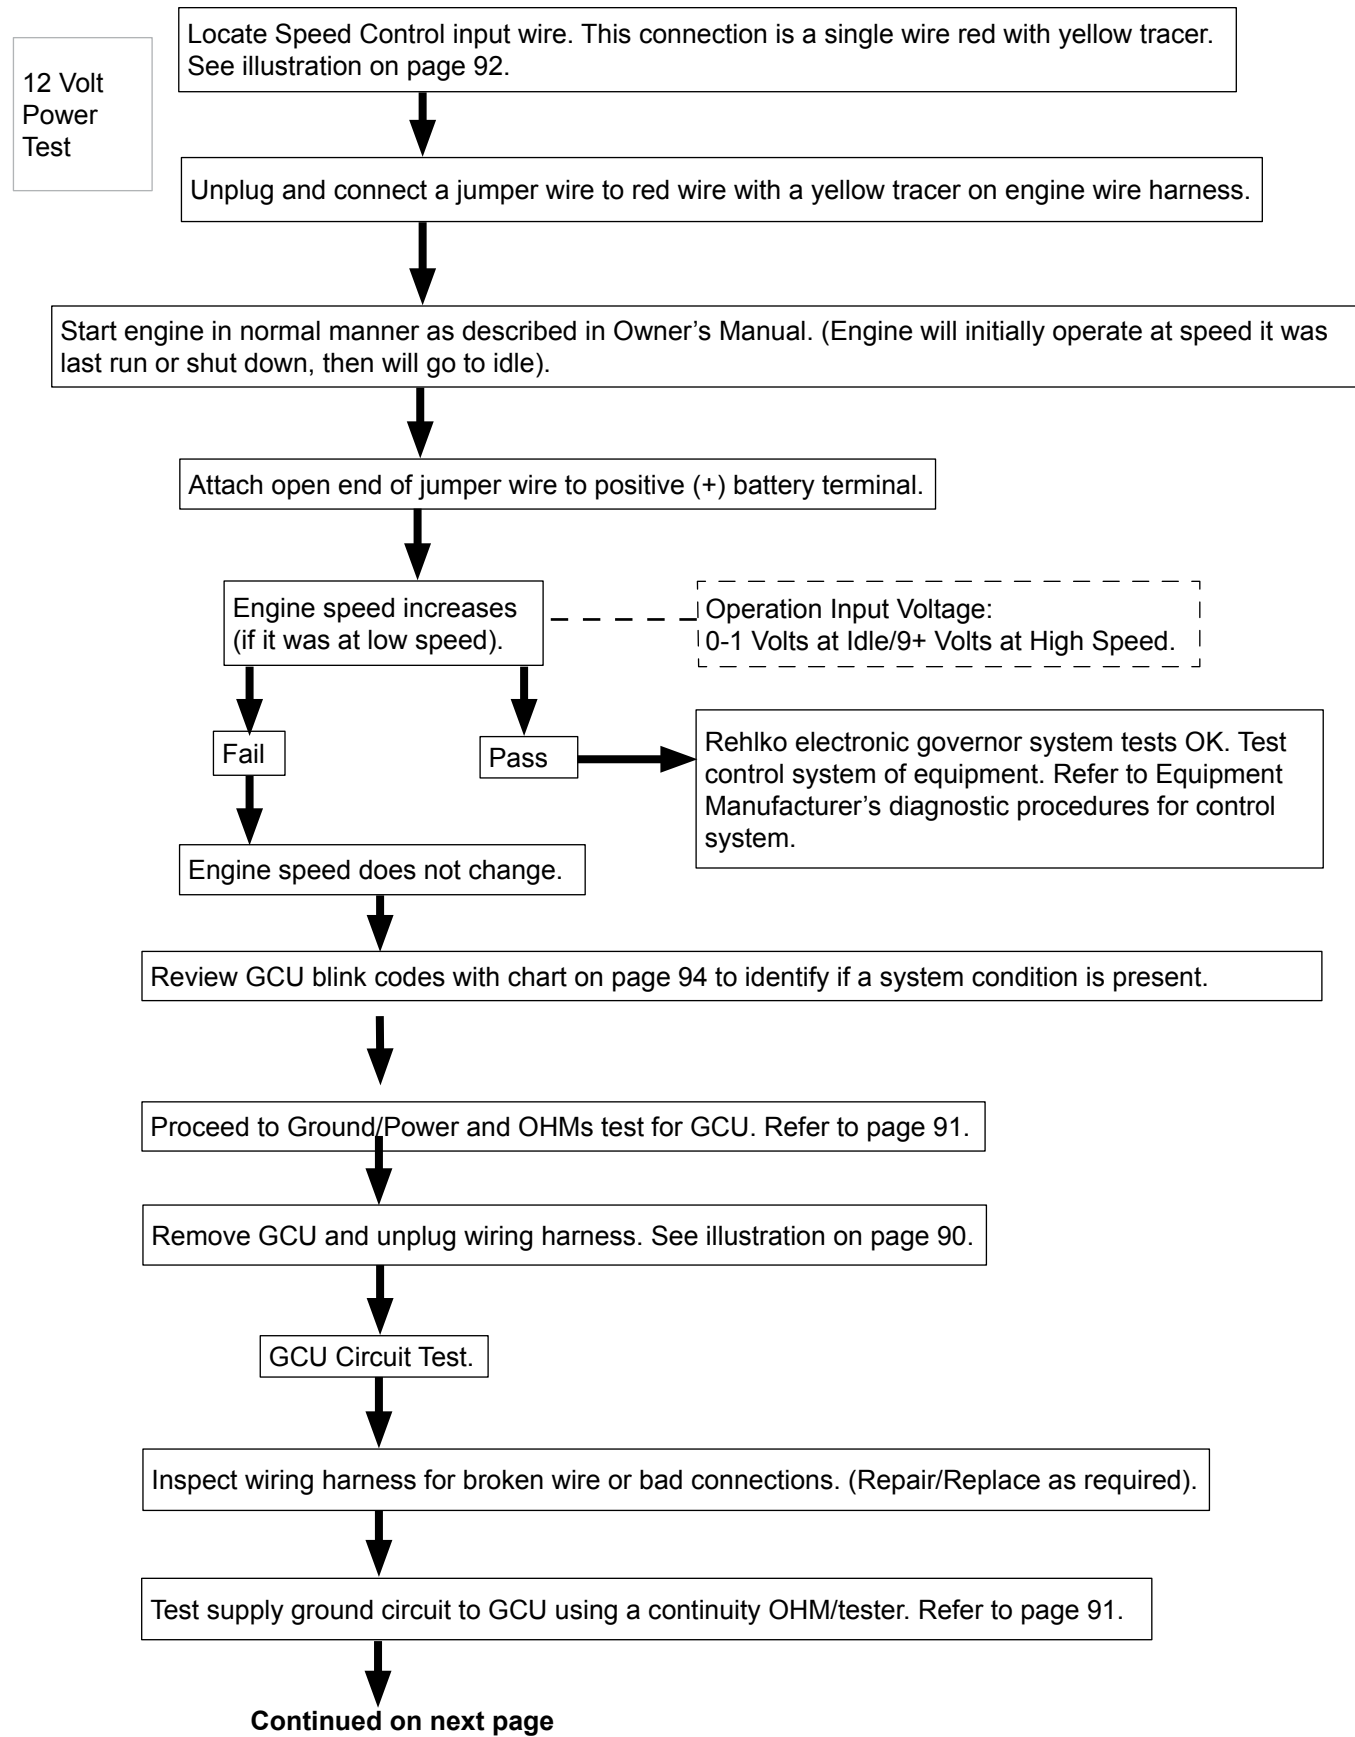 12 Volt
Power
Test
Locate Speed Control input wire. This connection is a single wire red with yellow tracer.
See illustration on page 92.
Unplug and connect a jumper wire to red wire with a yellow tracer on engine wire harness.
Start engine in normal manner as described in Owner’s Manual. (Engine will initially operate at speed it was
last run or shut down, then will go to idle).
Attach open end of jumper wire to positive (+) battery terminal.
Engine speed increases
(if it was at low speed).
Operation Input Voltage:
0-1 Volts at Idle/9+ Volts at High Speed.
Fail
Pass
Rehlko electronic governor system tests OK. Test
control system of equipment. Refer to Equipment
Manufacturer’s diagnostic procedures for control
system.
Engine speed does not change.
Review GCU blink codes with chart on page 94 to identify if a system condition is present.
Proceed to Ground/Power and OHMs test for GCU. Refer to page 91.
Remove GCU and unplug wiring harness. See illustration on page 90.
GCU Circuit Test.
Inspect wiring harness for broken wire or bad connections. (Repair/Replace as required).
Test supply ground circuit to GCU using a continuity OHM/tester. Refer to page 91.
Continued on next page